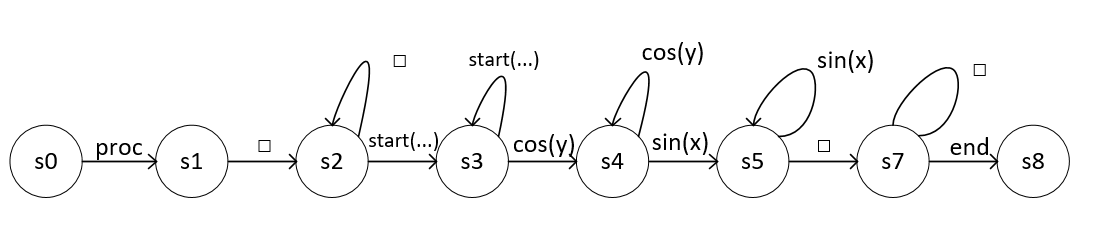 □
start(...)
cos(y)
sin(x)
□
s0 proc s1 □ s2 start(...) s3 cos(y) s4 sin(x) s5 □ s7 end s8